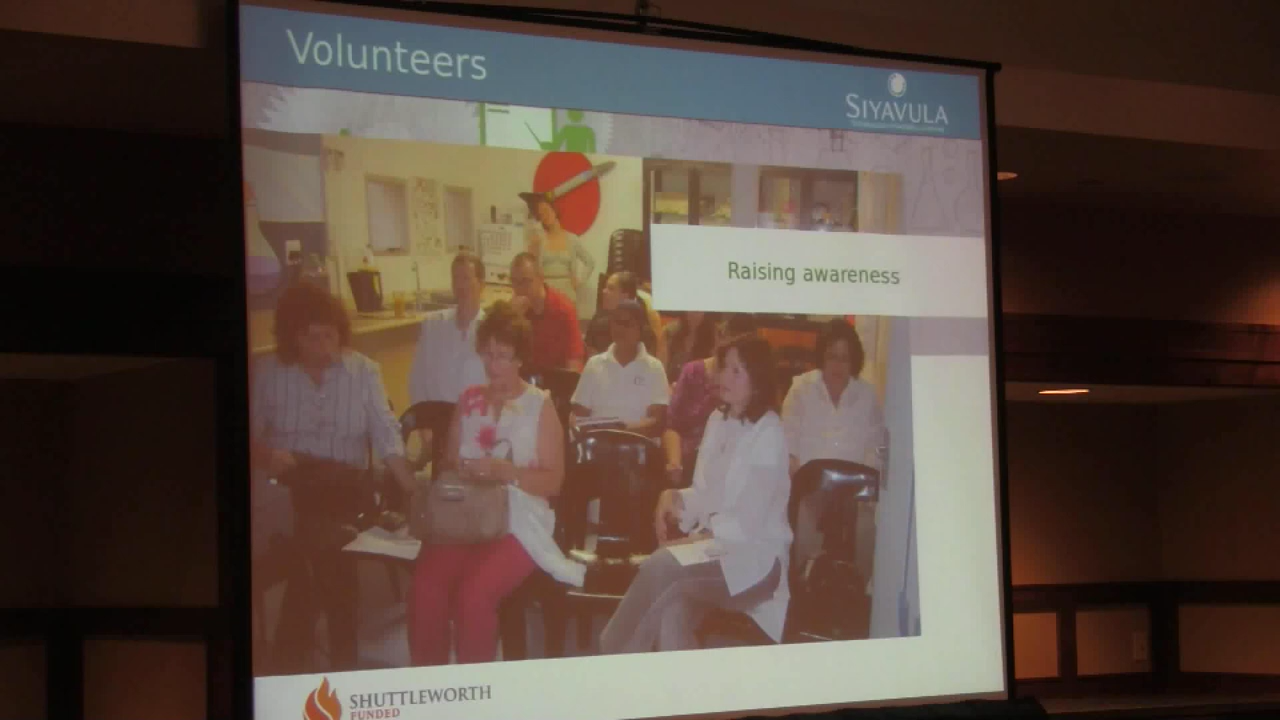 Volunteers
SIYAVULA
Raising awareness
SHUTTLEWORTH
FUNDED